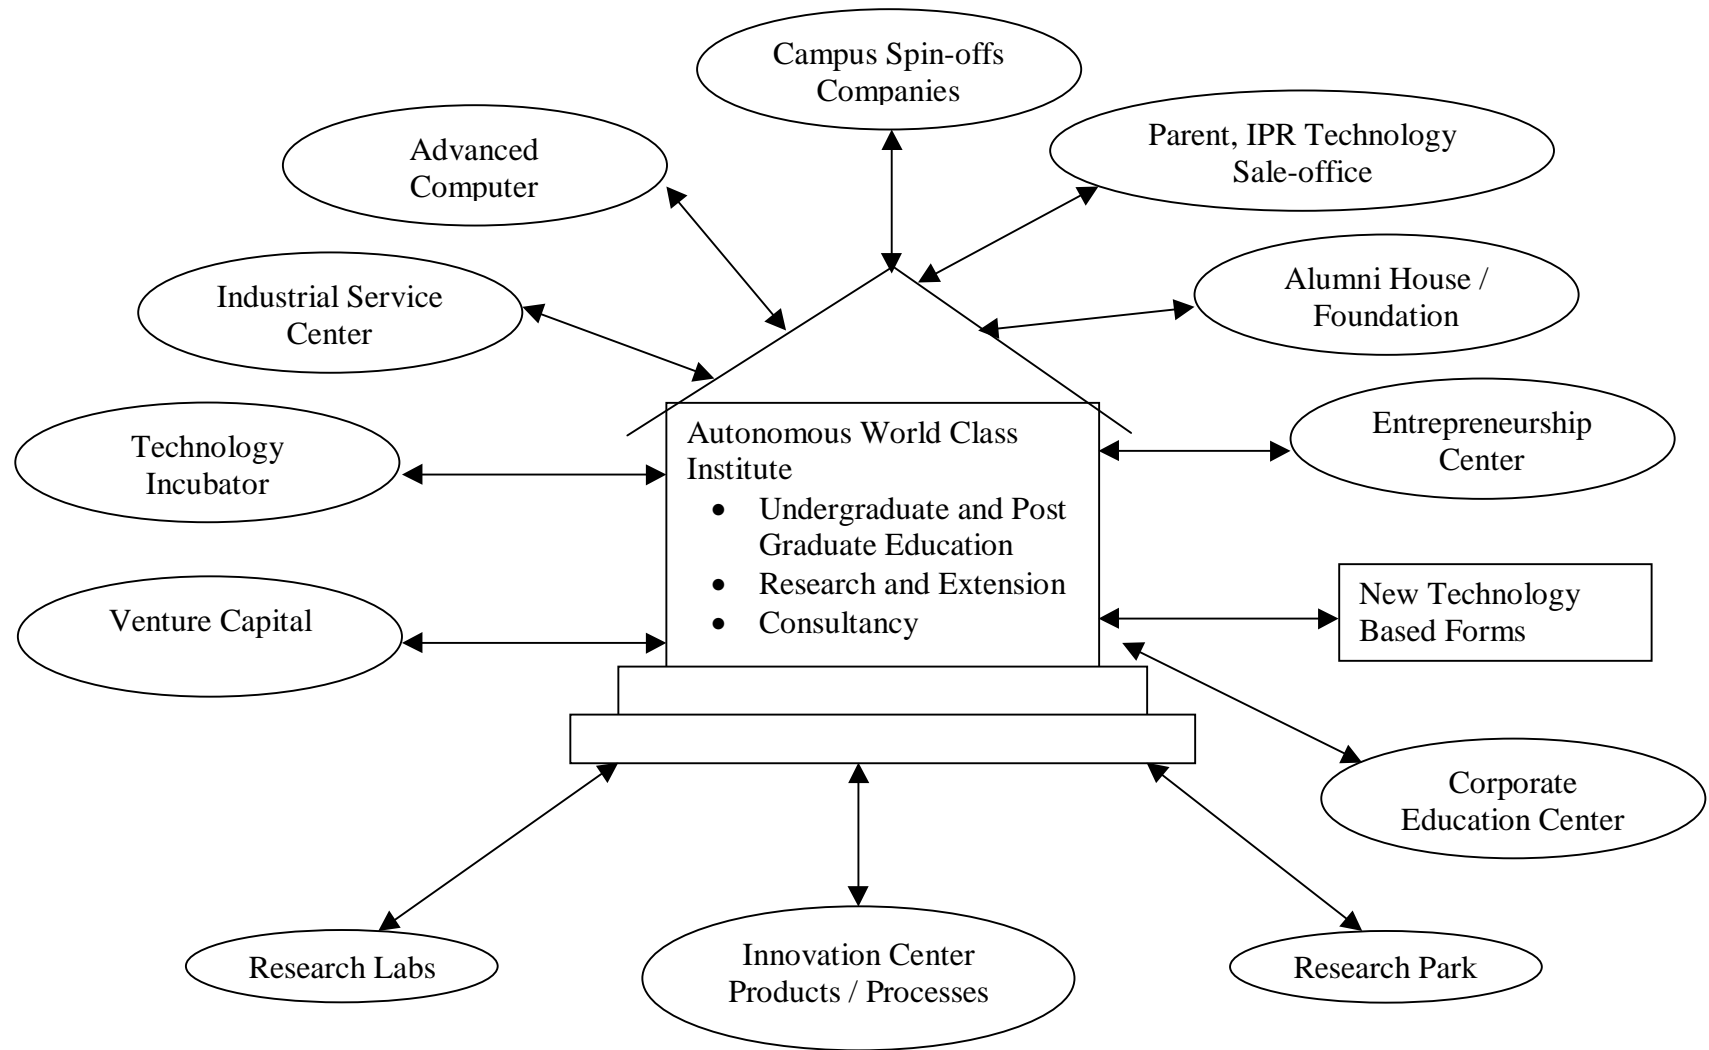 Campus Spin-offs
Companies
Advanced
Computer
Parent, IPR Technology
Sale-office
Industrial Service
Center
Alumni House /
Foundation
Technology
Incubator
Autonomous World Class
Institute
• Undergraduate and Post
Graduate Education
• Research and Extension
• Consultancy
Entrepreneurship
Center
Venture Capital
New Technology
Based Forms
Corporate
Education Center
Research Labs
Innovation Center
Products / Processes
Research Park